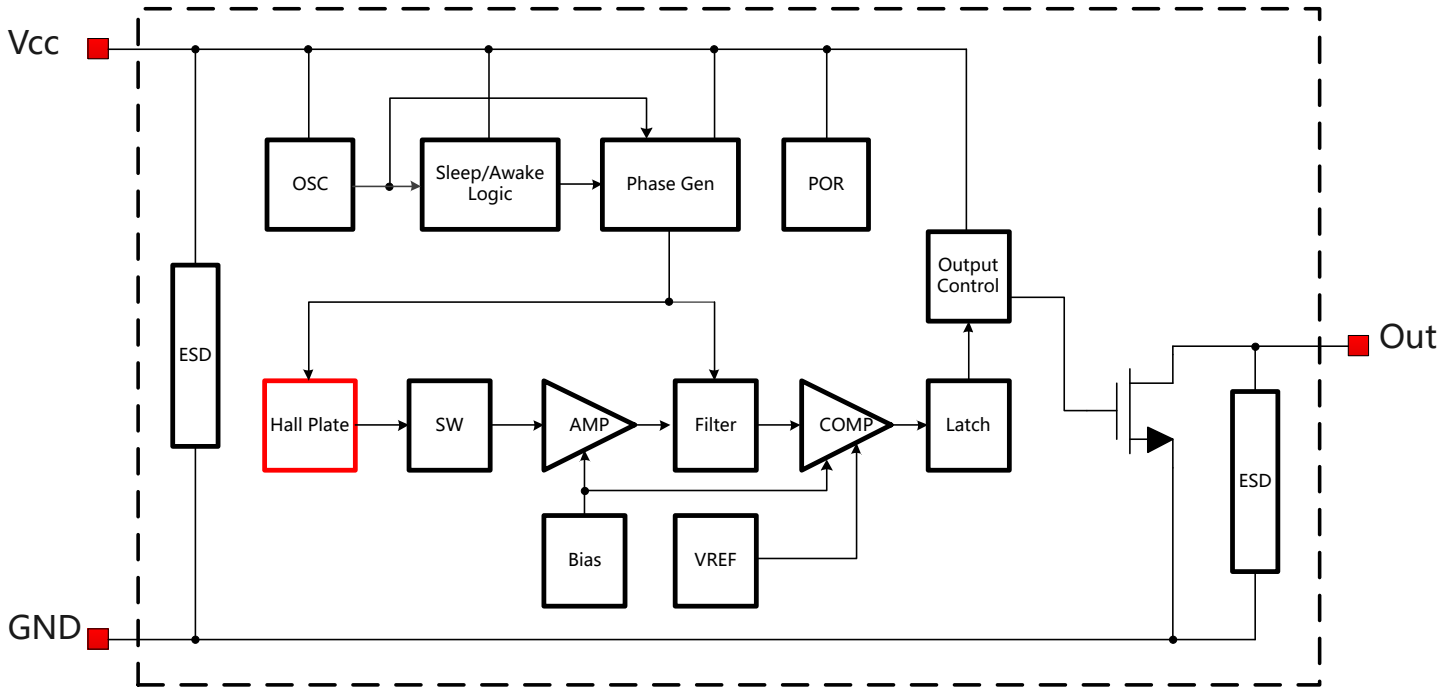 Vcc
OSC
Sleep/Awake
Logic
Phase Gen
POR
Output
Control
ESD
Out
Hall Plate
SW
AMP
Filter
COMP
Latch
ESD
Bias
VREF
GND